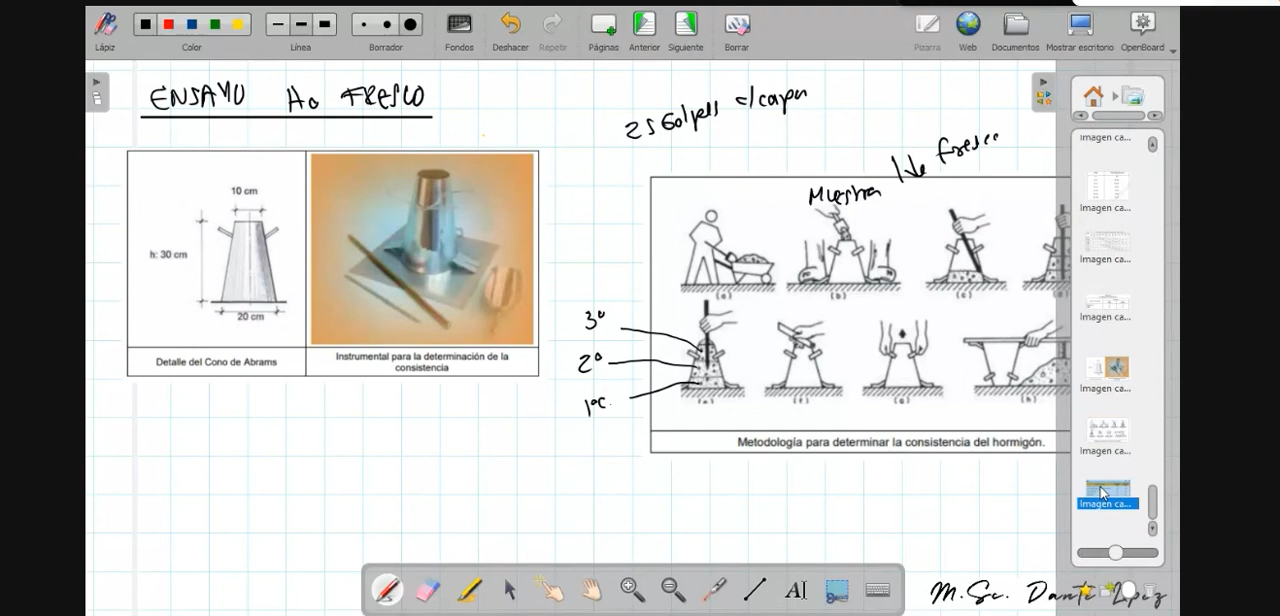 Lápiz Color Línea Borrador Fondos Deshacer Repetir Páginas Anterior Siguiente Borrar Pizarra Web Documentos Mostrar escritorio OpenBoard
ENSAYO Ho FRESCO
25 Golpes c/capa
Muestra Ho fresco
10 cm
h: 30 cm
20 cm
Detalle del Cono de Abrams
Instrumental para la determinación de la
consistencia
(a) (b) (c) (d)
3°
2°
1°c.
(e) (f) (g) (h)
Metodología para determinar la consistencia del hormigón.
Imagen ca...
Imagen ca...
Imagen ca...
Imagen ca...
Imagen ca...
Imagen ca...
Imagen ca...
M.Sc. Dante López